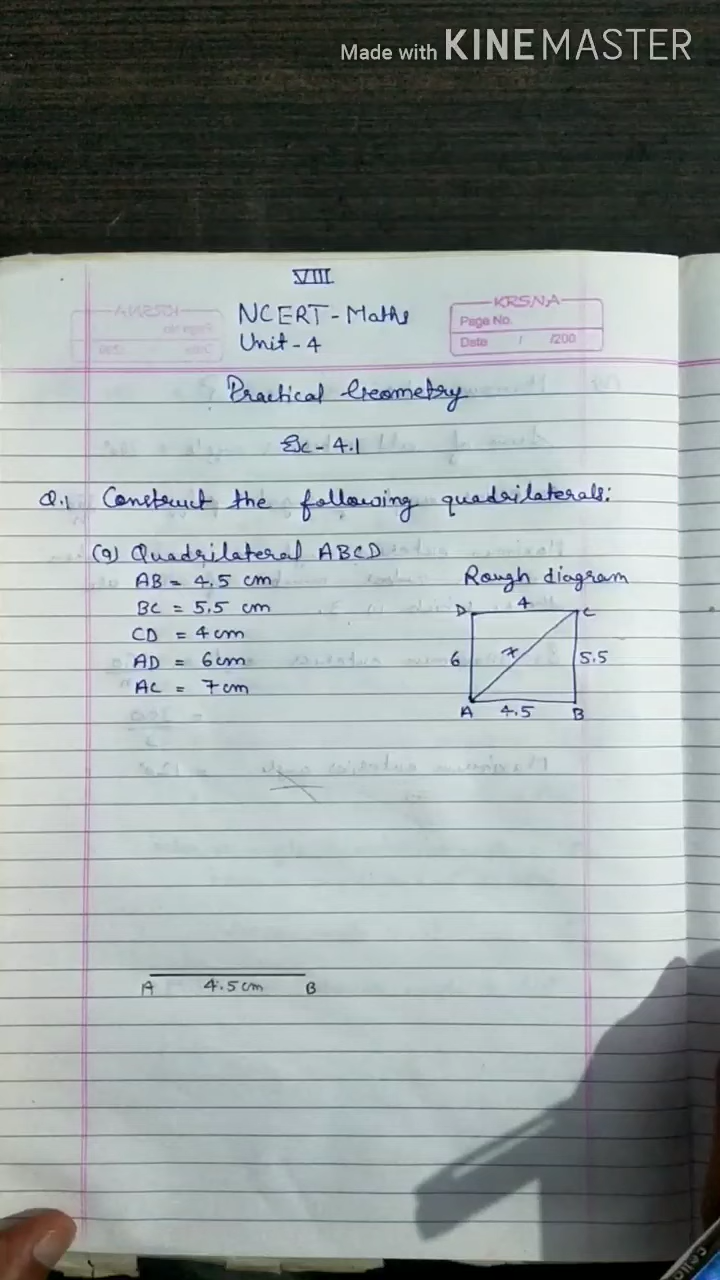 Made with KINEMASTER
VIII
NCERT - Maths
Unit - 4
KRSNA
Page No.
Date / /200
Practical Geometry
Ex - 4.1
Q.1 Construct the following quadrilaterals:
(a) Quadrilateral ABCD
AB = 4.5 cm
BC = 5.5 cm
CD = 4 cm
AD = 6 cm
AC = 7 cm
Rough diagram
D 4 C
6 7 5.5
A 4.5 B
A 4.5 cm B